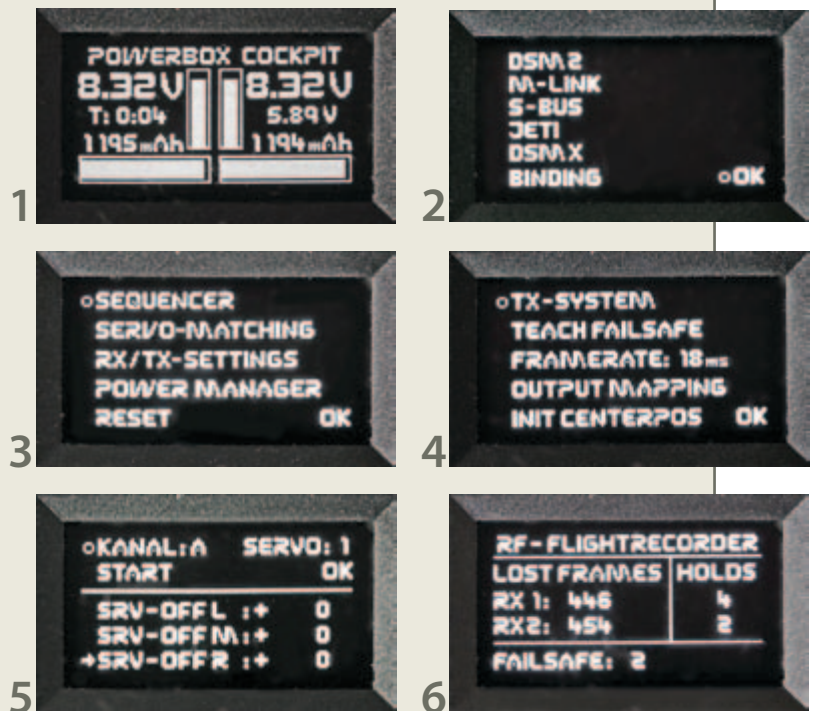 POWERBOX COCKPIT
8.32V 8.32V
T: 0:04 5.89 V
1195mAh 1194mAh
1
DSM 2
M-LINK
S-BUS
JETI
DSM X
BINDING OK
2
SEQUENCER
SERVO-MATCHING
RX/TX-SETTINGS
POWER MANAGER
RESET OK
3
TX-SYSTEM
TEACH FAILSAFE
FRAMERATE: 18ms
OUTPUT MAPPING
INIT CENTERPOS OK
4
KANAL:A SERVO: 1
START OK
SRV-OFF L :+ 0
SRV-OFF M :+ 0
→SRV-OFF R :+ 0
5
RF-FLIGHTRECORDER
LOST FRAMES HOLDS
RX 1: 446 4
RX2: 454 2
FAILSAFE: 2
6